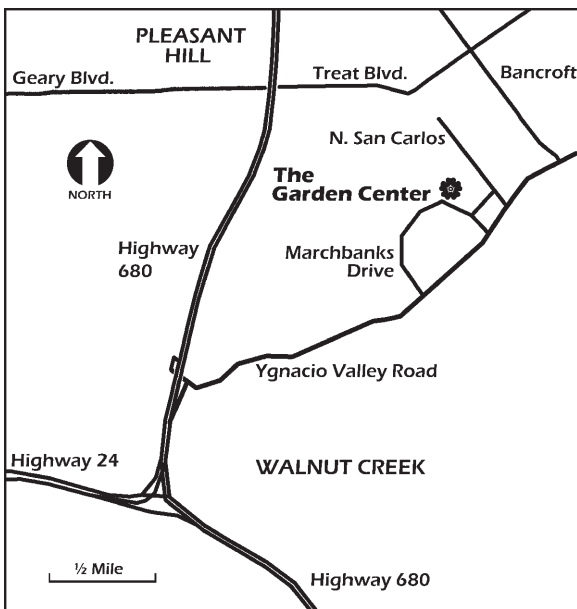 PLEASANT
HILL
Geary Blvd.
Treat Blvd.
Bancroft
N. San Carlos
NORTH
The
Garden Center
Highway
680
Marchbanks
Drive
Ygnacio Valley Road
Highway 24
WALNUT CREEK
½ Mile
Highway 680